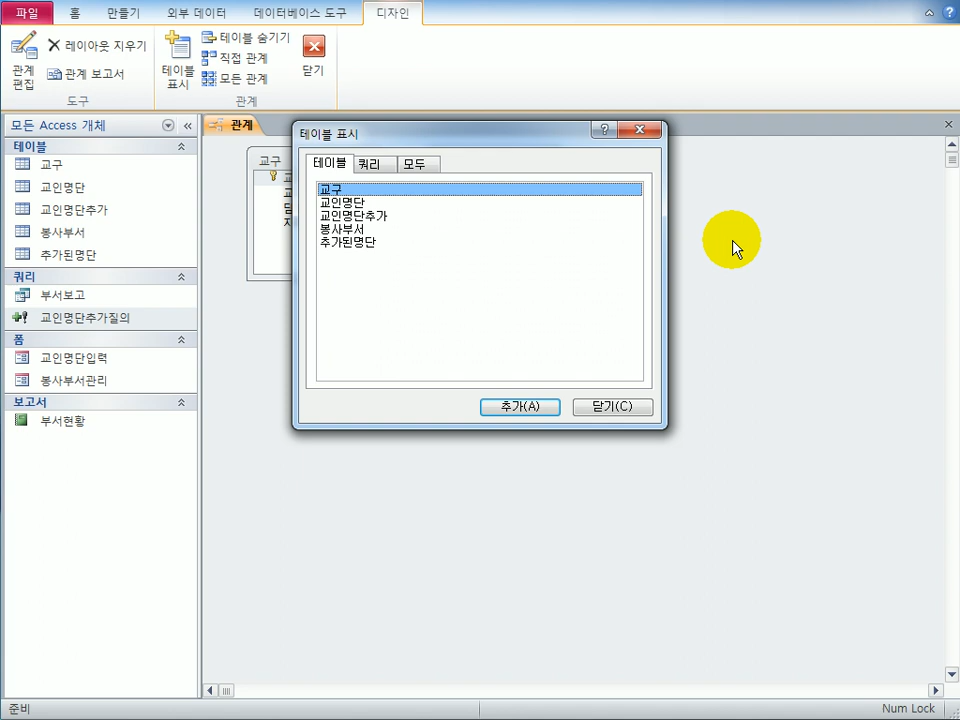 파일 홈 만들기 외부 데이터 데이터베이스 도구 디자인
관계 편집
레이아웃 지우기
관계 보고서
도구
테이블 표시
테이블 숨기기
직접 관계
모든 관계
닫기
관계
모든 Access 개체
테이블
교구
교인명단
교인명단추가
봉사부서
추가된명단
쿼리
부서보고
교인명단추가질의
폼
교인명단입력
봉사부서관리
보고서
부서현황
관계
교구
테이블 표시
테이블 쿼리 모두
교구
교인명단
교인명단추가
봉사부서
추가된명단
추가(A) 닫기(C)
준비
Num Lock